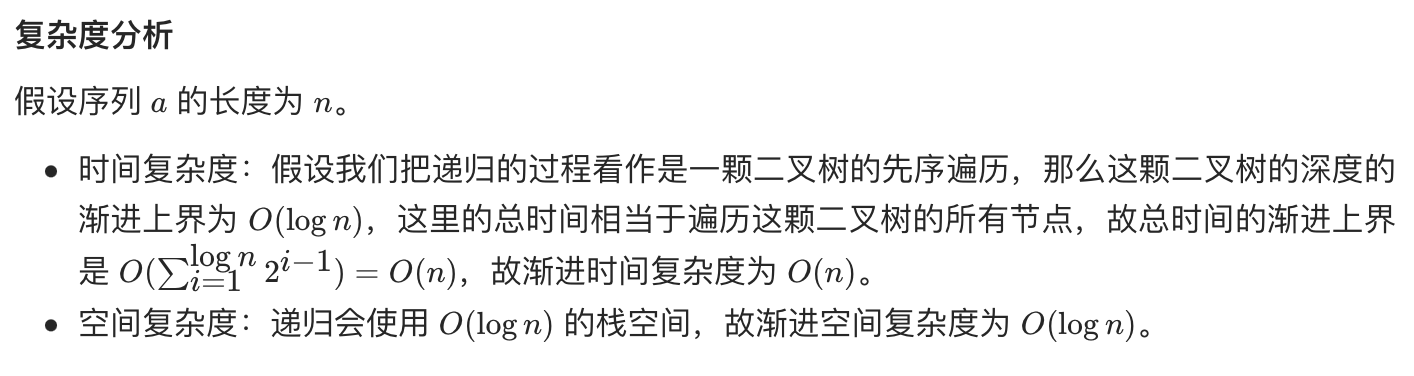 复杂度分析
假设序列 a 的长度为 n。
• 时间复杂度：假设我们把递归的过程看作是一颗二叉树的先序遍历，那么这颗二叉树的深度的
渐进上界为 O(log n)，这里的总时间相当于遍历这颗二叉树的所有节点，故总时间的渐进上界
是 O(∑_{i=1}^{log n} 2^{i−1}) = O(n)，故渐进时间复杂度为 O(n)。
• 空间复杂度：递归会使用 O(log n) 的栈空间，故渐进空间复杂度为 O(log n)。